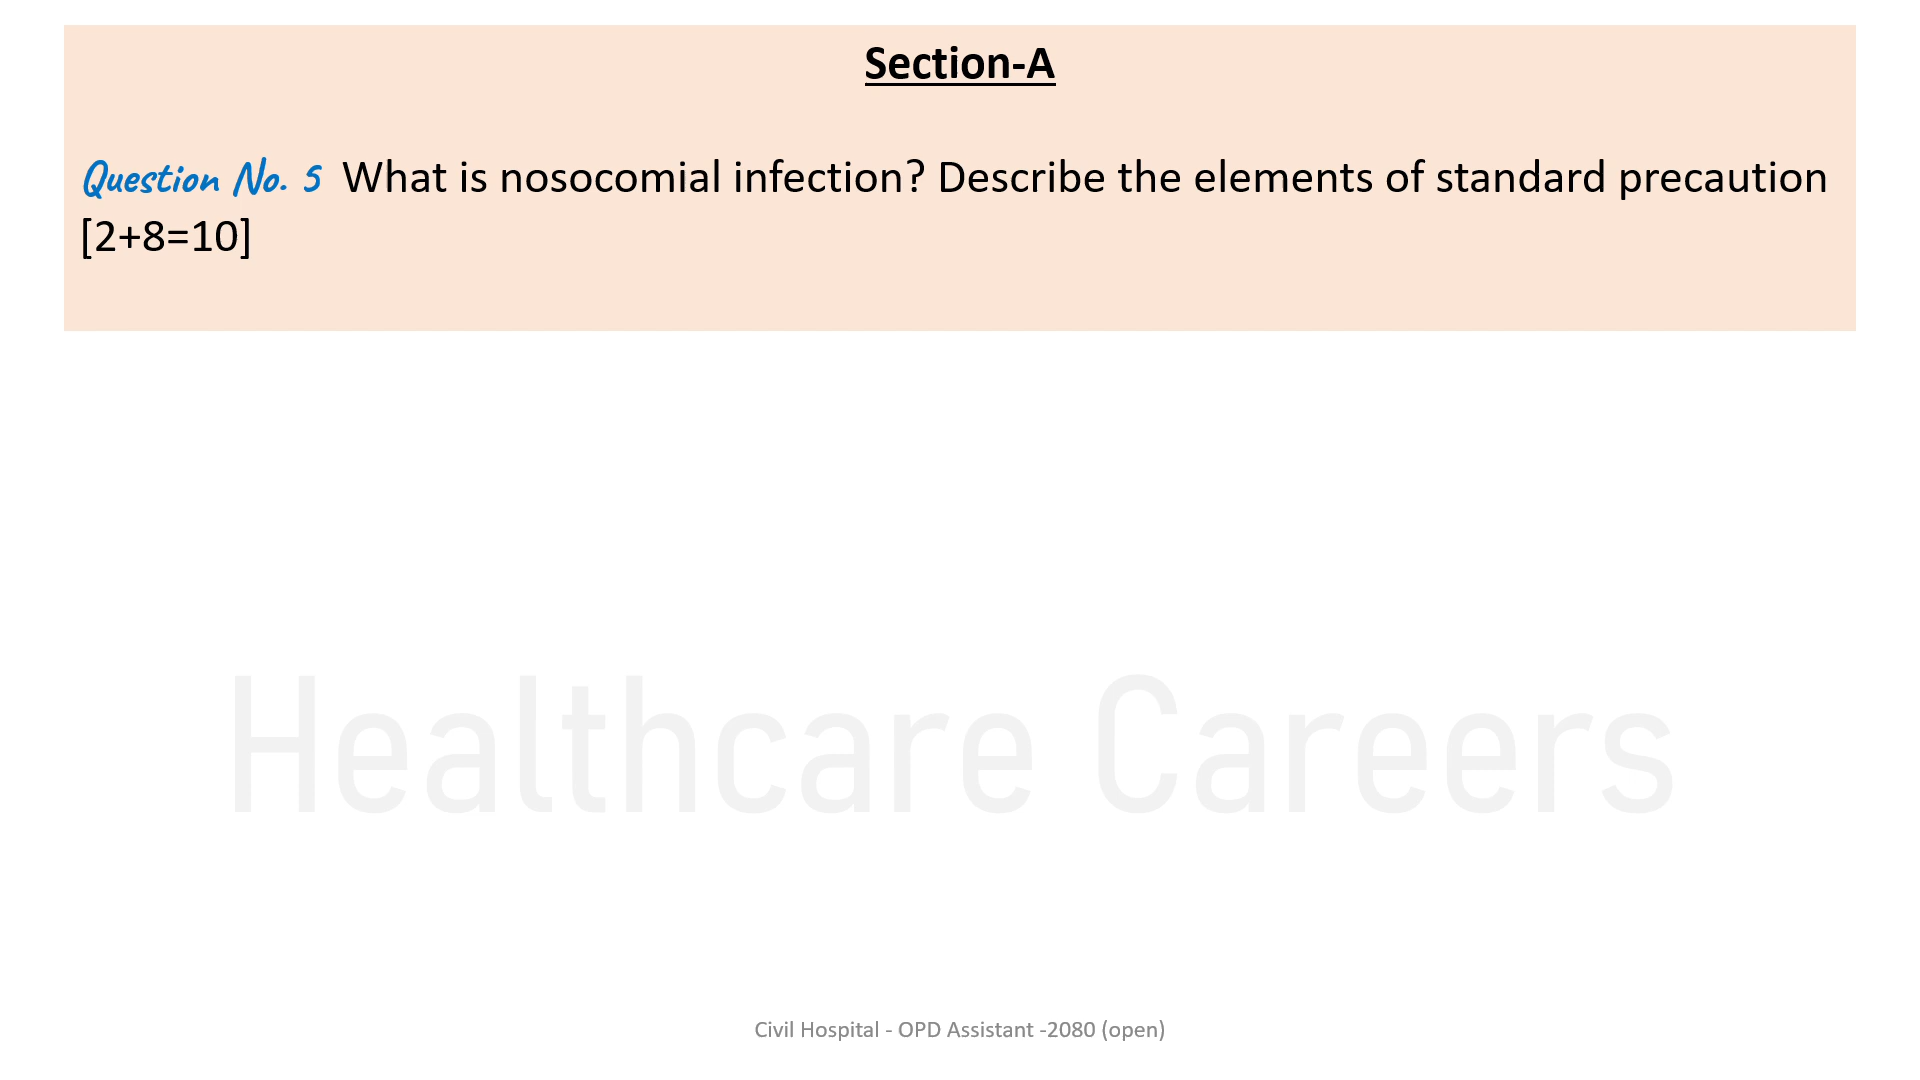 Section-A
Question No. 5 What is nosocomial infection? Describe the elements of standard precaution
[2+8=10]
Healthcare Careers
Civil Hospital - OPD Assistant -2080 (open)